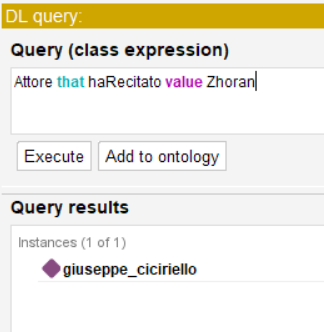 DL query:
Query (class expression)
Attore that haRecitato value Zhoran
Execute Add to ontology
Query results
Instances (1 of 1)
giuseppe_ciciriello